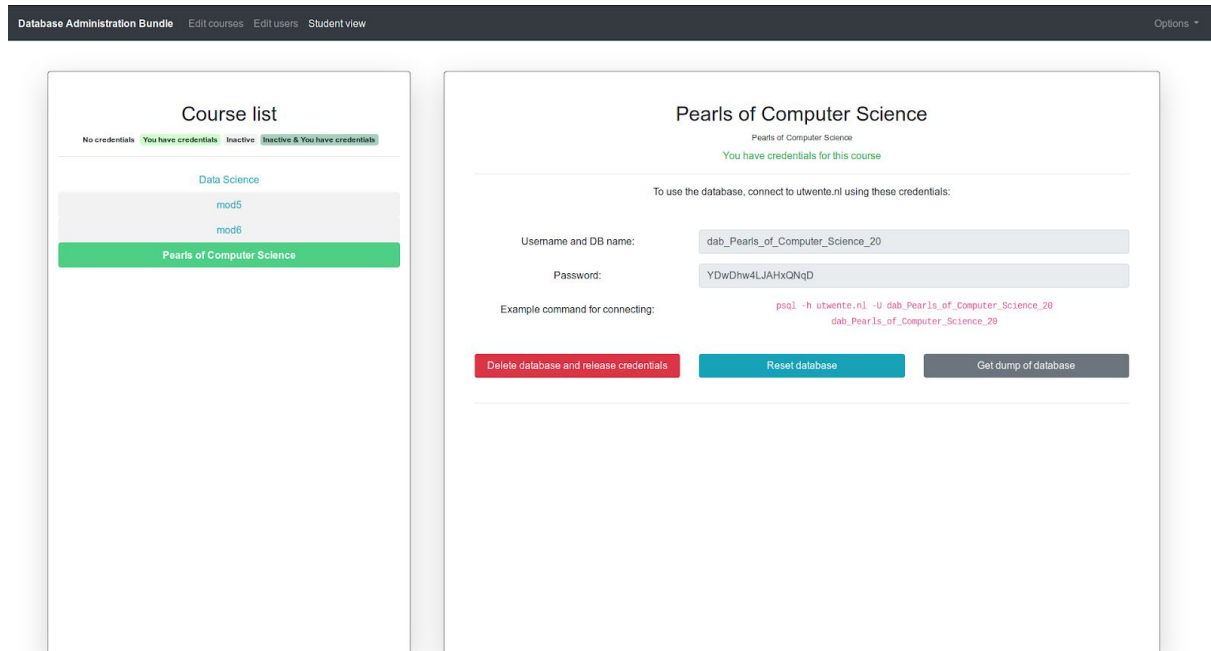 Database Administration Bundle Edit courses Edit users Student view Options
Course list
No credentials You have credentials Inactive Inactive & You have credentials
Data Science
mod5
mod6
Pearls of Computer Science
Pearls of Computer Science
Pearls of Computer Science
You have credentials for this course
To use the database, connect to utwente.nl using these credentials:
Username and DB name: dab_Pearls_of_Computer_Science_20
Password: YDwDhw4LJAHxQNqD
Example command for connecting: psql -h utwente.nl -U dab_Pearls_of_Computer_Science_20
dab_Pearls_of_Computer_Science_20
Delete database and release credentials Reset database Get dump of database